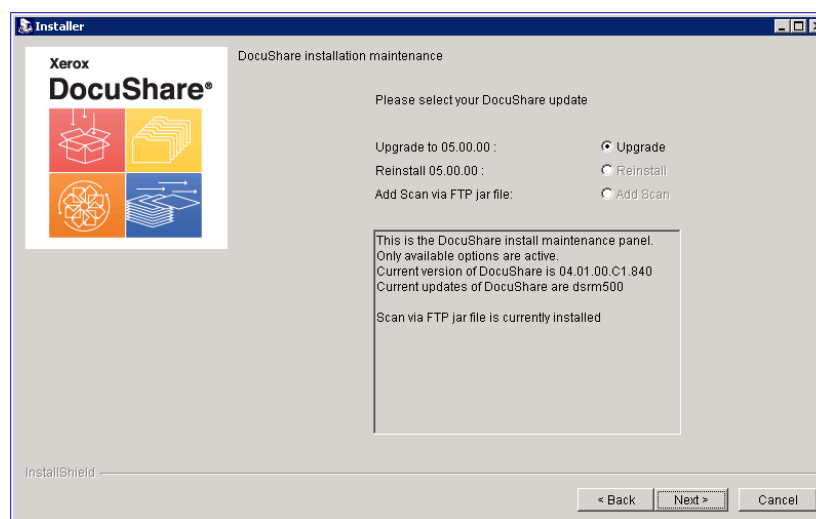 Installer
Xerox
DocuShare®
DocuShare installation maintenance
Please select your DocuShare update
Upgrade to 05.00.00 : Upgrade
Reinstall 05.00.00 : Reinstall
Add Scan via FTP jar file: Add Scan
This is the DocuShare install maintenance panel.
Only available options are active.
Current version of DocuShare is 04.01.00.C1.840
Current updates of DocuShare are dsrm500
Scan via FTP jar file is currently installed
InstallShield
< Back Next > Cancel